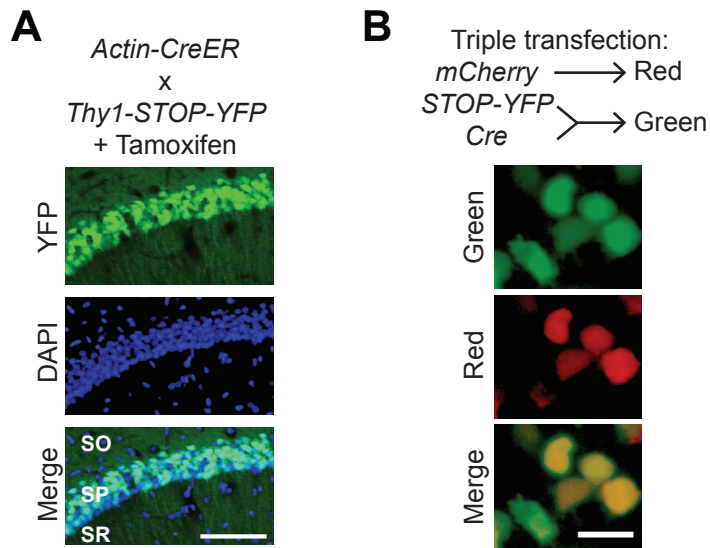 A
Actin-CreER
x
Thy1-STOP-YFP
+ Tamoxifen
YFP
DAPI
Merge
SO
SP
SR
B
Triple transfection:
mCherry Red
STOP-YFP
Cre
Green
Green
Red
Merge